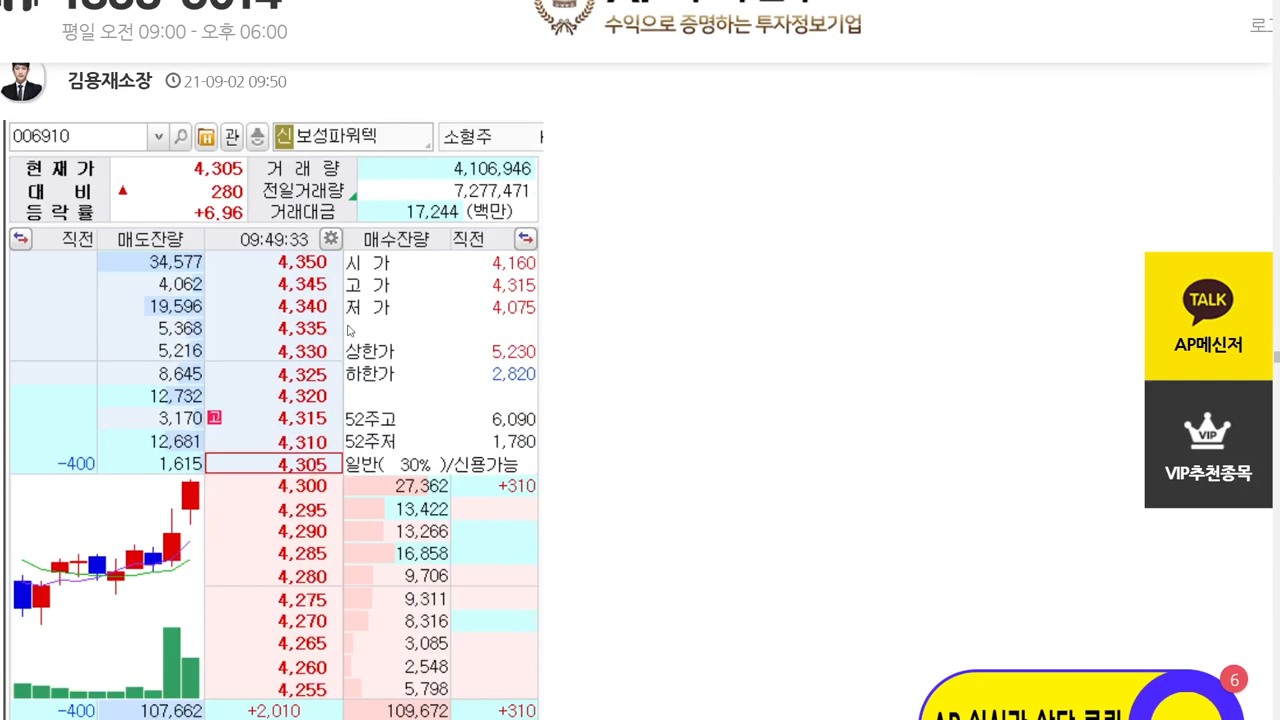 평일 오전 09:00 - 오후 06:00
수익으로 증명하는 투자정보기업
김용재소장 21-09-02 09:50
006910 관 신 보성파워텍 소형주
현재가 4,305 거래량 4,106,946
대비 ▲ 280 전일거래량 7,277,471
등락률 +6.96 거래대금 17,244 (백만)
직전 매도잔량 09:49:33 매수잔량 직전
34,577 4,350 시가 4,160
4,062 4,345 고가 4,315
19,596 4,340 저가 4,075
5,368 4,335
5,216 4,330 상한가 5,230
8,645 4,325 하한가 2,820
12,732 4,320
3,170 고 4,315 52주고 6,090
12,681 4,310 52주저 1,780
-400 1,615 4,305 일반( 30% )/신용가능
4,300 27,362 +310
4,295 13,422
4,290 13,266
4,285 16,858
4,280 9,706
4,275 9,311
4,270 8,316
4,265 3,085
4,260 2,548
4,255 5,798
-400 107,662 +2,010 109,672 +310
TALK
AP메신저
VIP
VIP추천종목
6